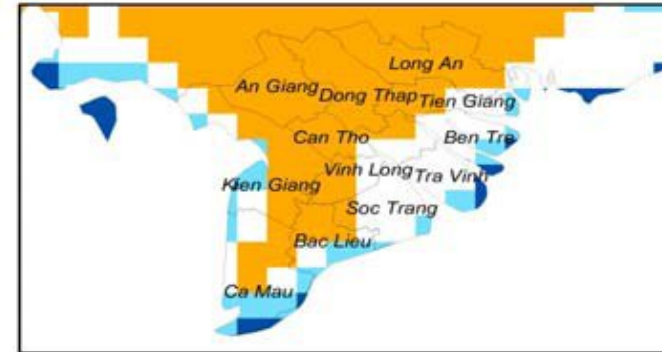 Long An
An Giang
Dong Thap
Tien Giang
Can Tho
Ben Tre
Vinh Long
Tra Vinh
Kien Giang
Soc Trang
Bac Lieu
Ca Mau